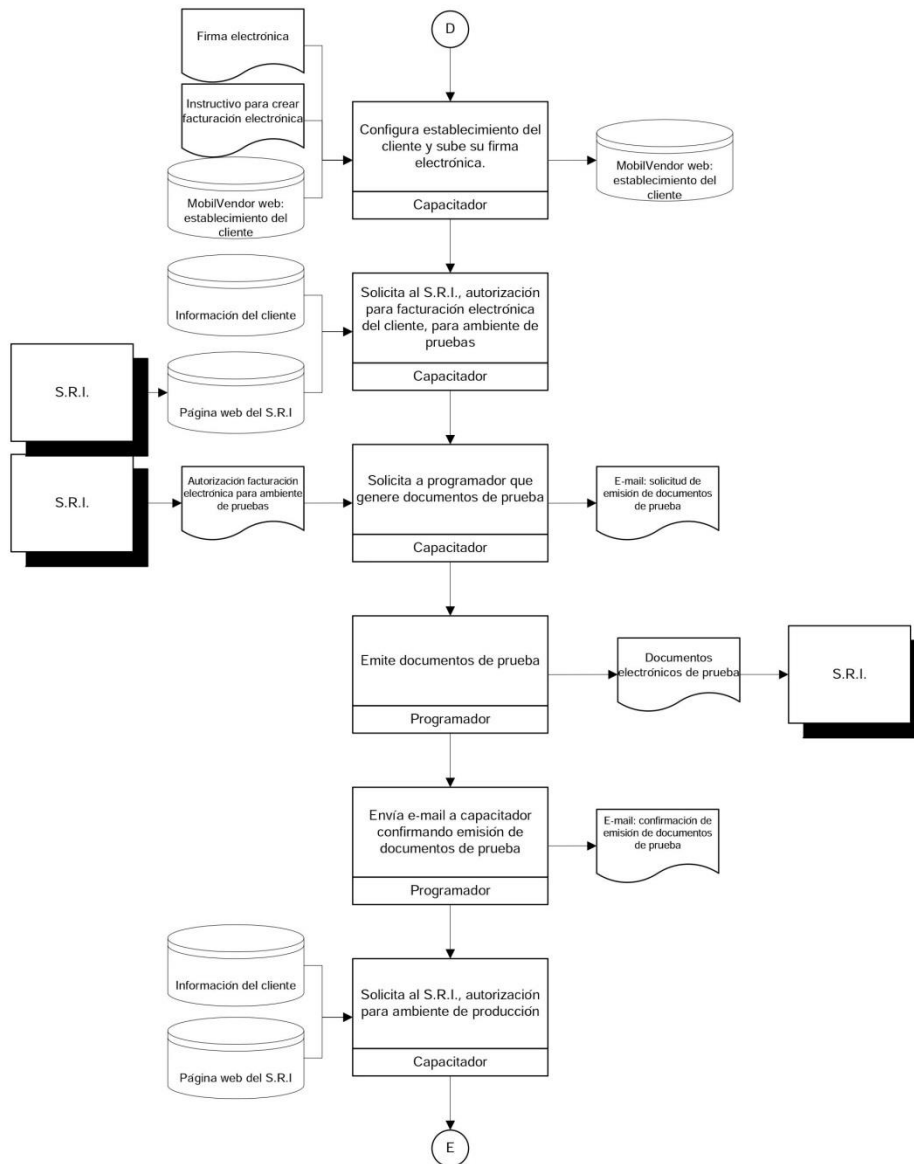 Firma electrónica
D
Instructivo para crear
facturación electrónica
Configura establecimiento del
cliente y sube su firma
electrónica.
MobilVendor web:
establecimiento del
cliente
MobilVendor web:
establecimiento del
cliente
Capacitador
Información del cliente
Solicita al S.R.I., autorización
para facturación electrónica
del cliente, para ambiente de
pruebas
Capacitador
S.R.I.
Página web del S.R.I
S.R.I.
Autorización facturación
electrónica para ambiente
de pruebas
Solicita a programador que
genere documentos de prueba
Capacitador
E-mail: solicitud de
emisión de documentos
de prueba
Emite documentos de prueba
Programador
Documentos
electrónicos de prueba
S.R.I.
Envía e-mail a capacitador
confirmando emisión de
documentos de prueba
Programador
E-mail: confirmación de
emisión de documentos
de prueba
Información del cliente
Solicita al S.R.I., autorización
para ambiente de producción
Capacitador
Página web del S.R.I
E